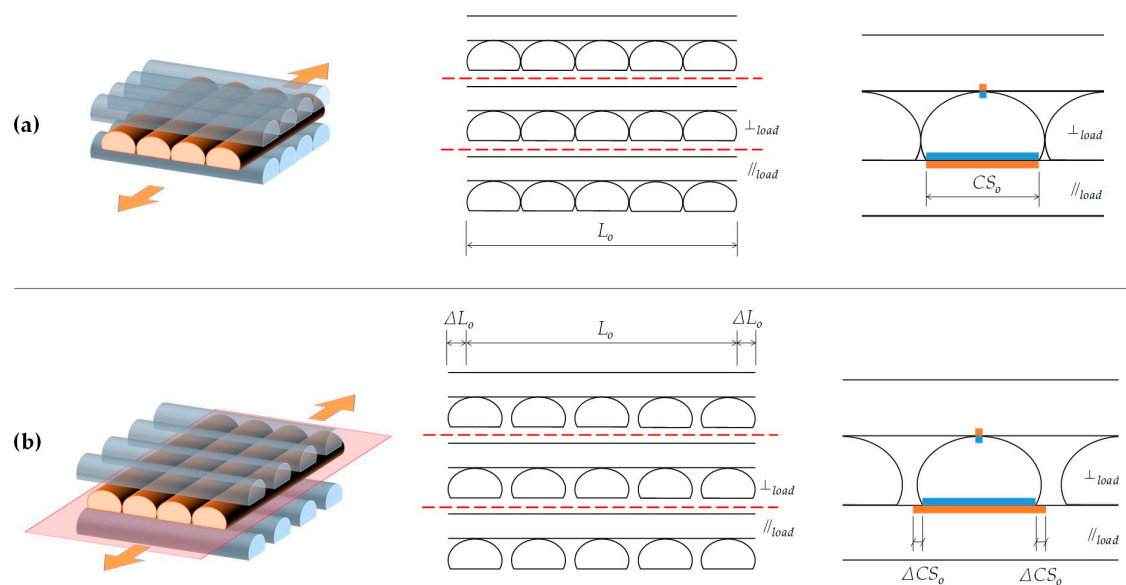 (a)
⊥load
//load
Lo
⊥load
CSo
//load
ΔLo Lo ΔLo
(b)
⊥load
//load
⊥load
//load
ΔCSo ΔCSo